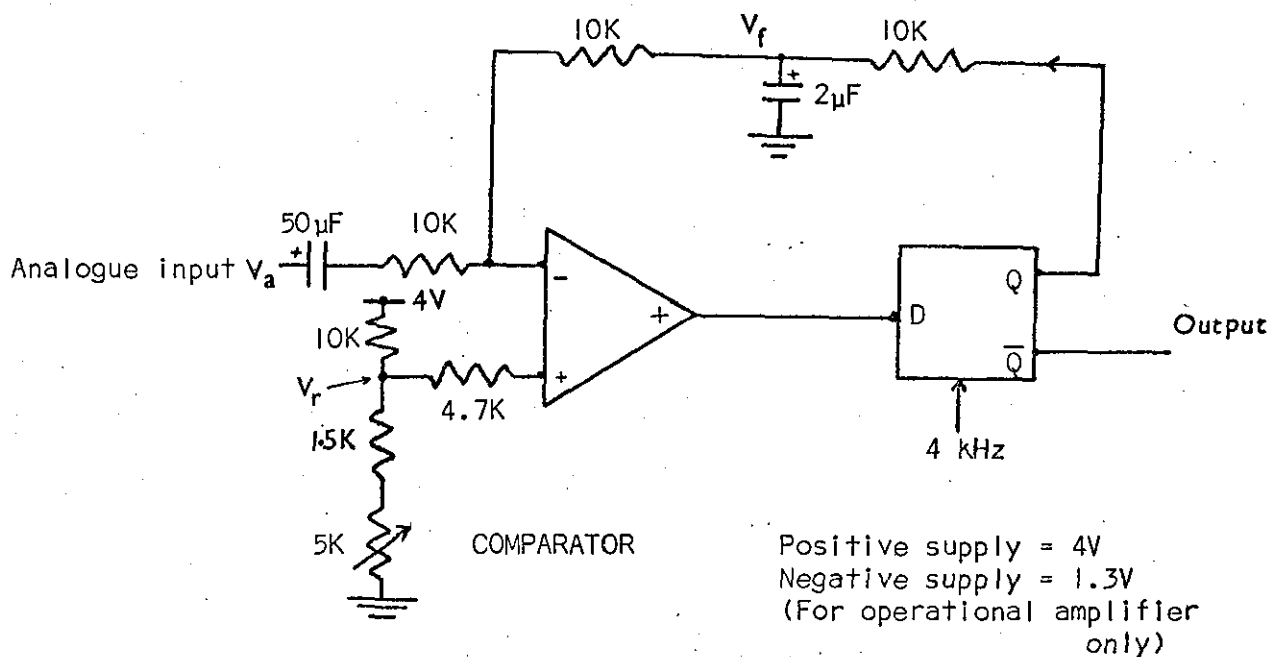 10K
V_f
10K
+
2μF
50μF
+
10K
Analogue input V_a
4V
10K
V_r
4.7K
1.5K
5K
-
+
+
D
Q
Q̅
Output
4 kHz
COMPARATOR
Positive supply = 4V
Negative supply = 1.3V
(For operational amplifier
only)